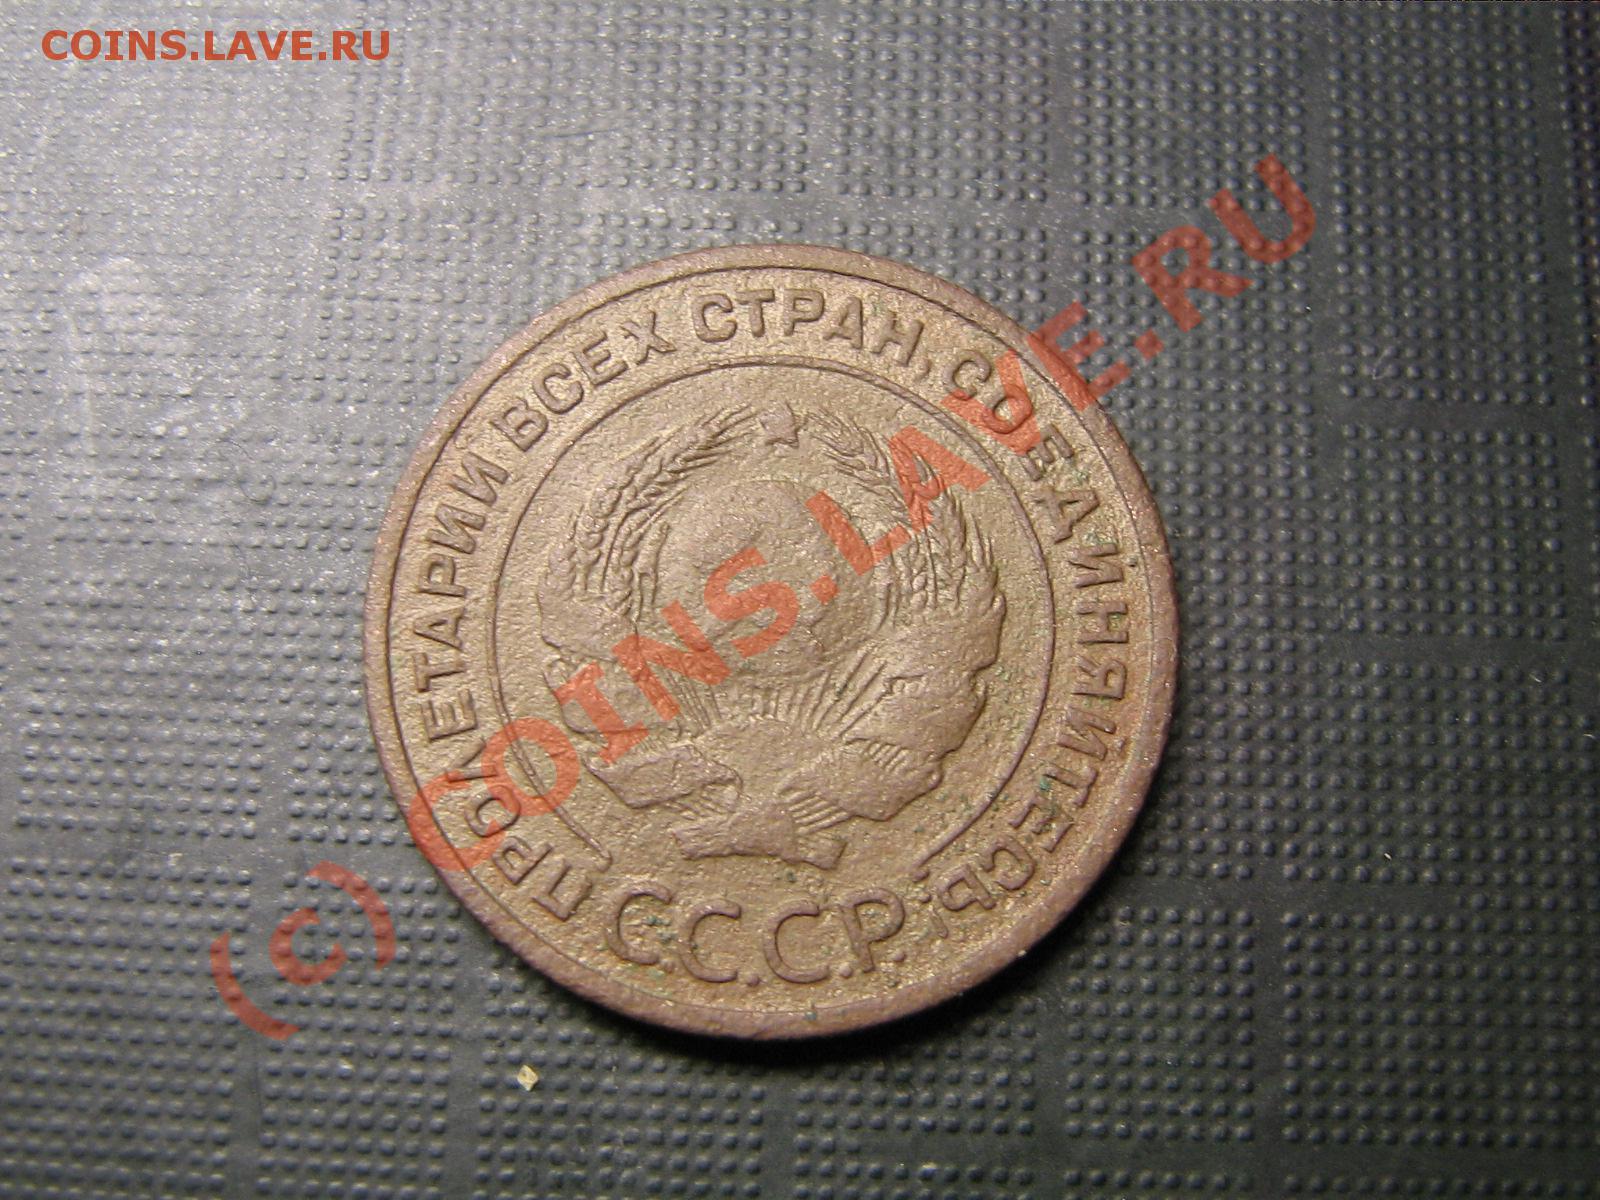 COINS.LAVE.RU
ПРОЛЕТАРИИ ВСЕХ СТРАН, СОЕДИНЯЙТЕСЬ!
С.С.С.Р.
(c) COINS.LAVE.RU